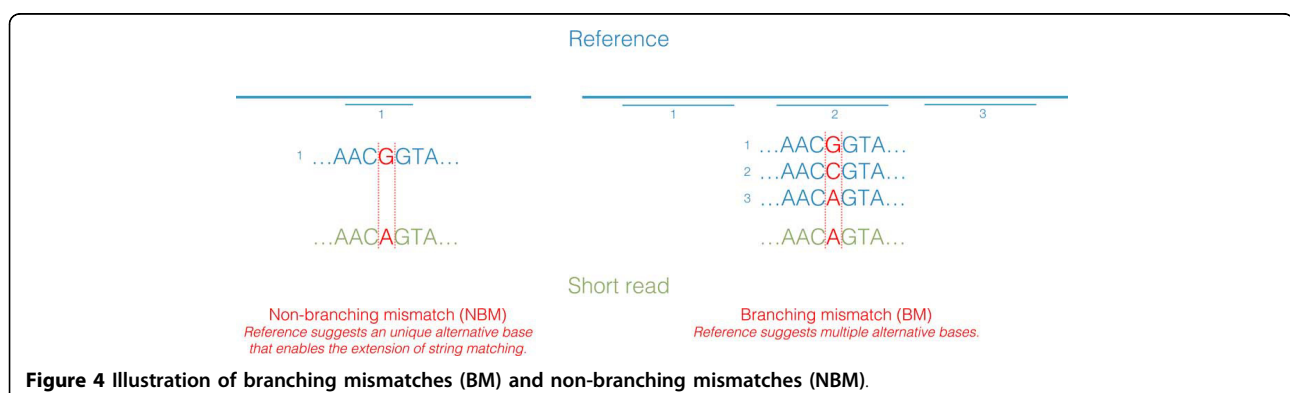 Reference
1
1 ...AACGGTA...
...AACAGTA...
Non-branching mismatch (NBM)
Reference suggests an unique alternative base
that enables the extension of string matching.
1 2 3
1 ...AACGGTA...
2 ...AACCGTA...
3 ...AACAGTA...
...AACAGTA...
Branching mismatch (BM)
Reference suggests multiple alternative bases.
Short read
Figure 4 Illustration of branching mismatches (BM) and non-branching mismatches (NBM).